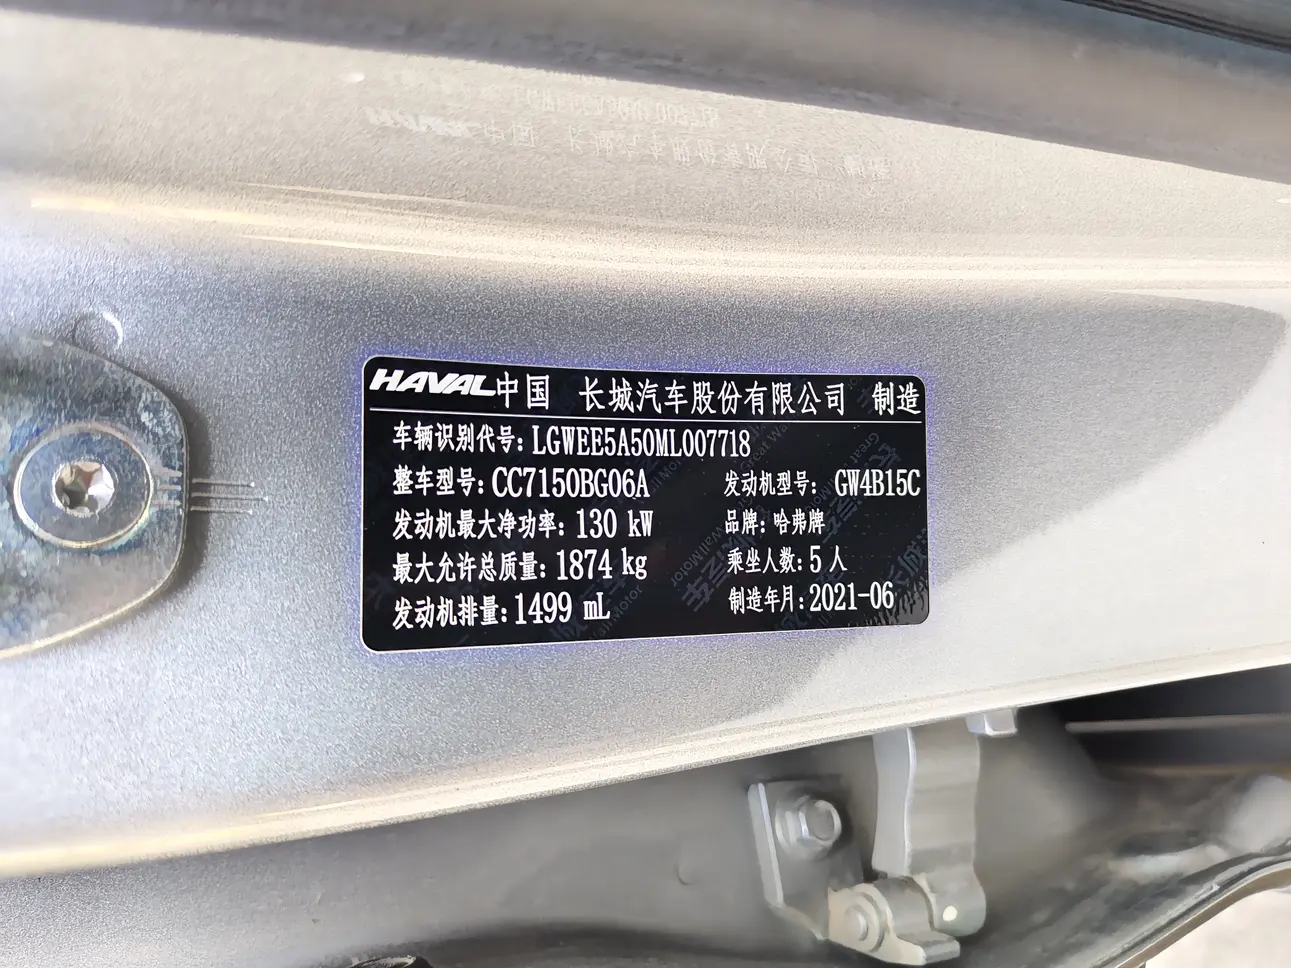 HAVAL中国 长城汽车股份有限公司 制造
车辆识别代号: LGWEE5A50ML007718
整车型号: CC7150BG06A 发动机型号: GW4B15C
发动机最大净功率: 130 kW 品牌: 哈弗牌
最大允许总质量: 1874 kg 乘坐人数: 5 人
发动机排量: 1499 mL 制造年月: 2021-06